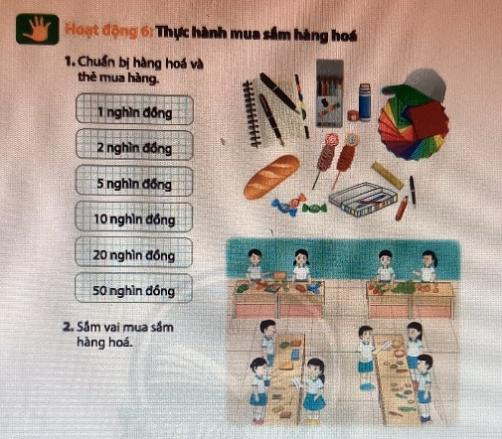 Hoạt động 6: Thực hành mua sắm hàng hoá
1. Chuẩn bị hàng hoá và
thẻ mua hàng.
1 nghìn đồng
2 nghìn đồng
5 nghìn đồng
10 nghìn đồng
20 nghìn đồng
50 nghìn đồng
2. Sắm vai mua sắm
hàng hoá.